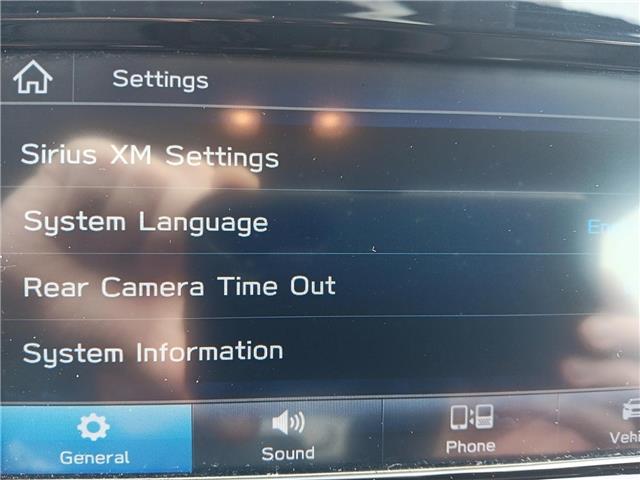 Settings
Sirius XM Settings
System Language
Rear Camera Time Out
System Information
General
Sound
Phone